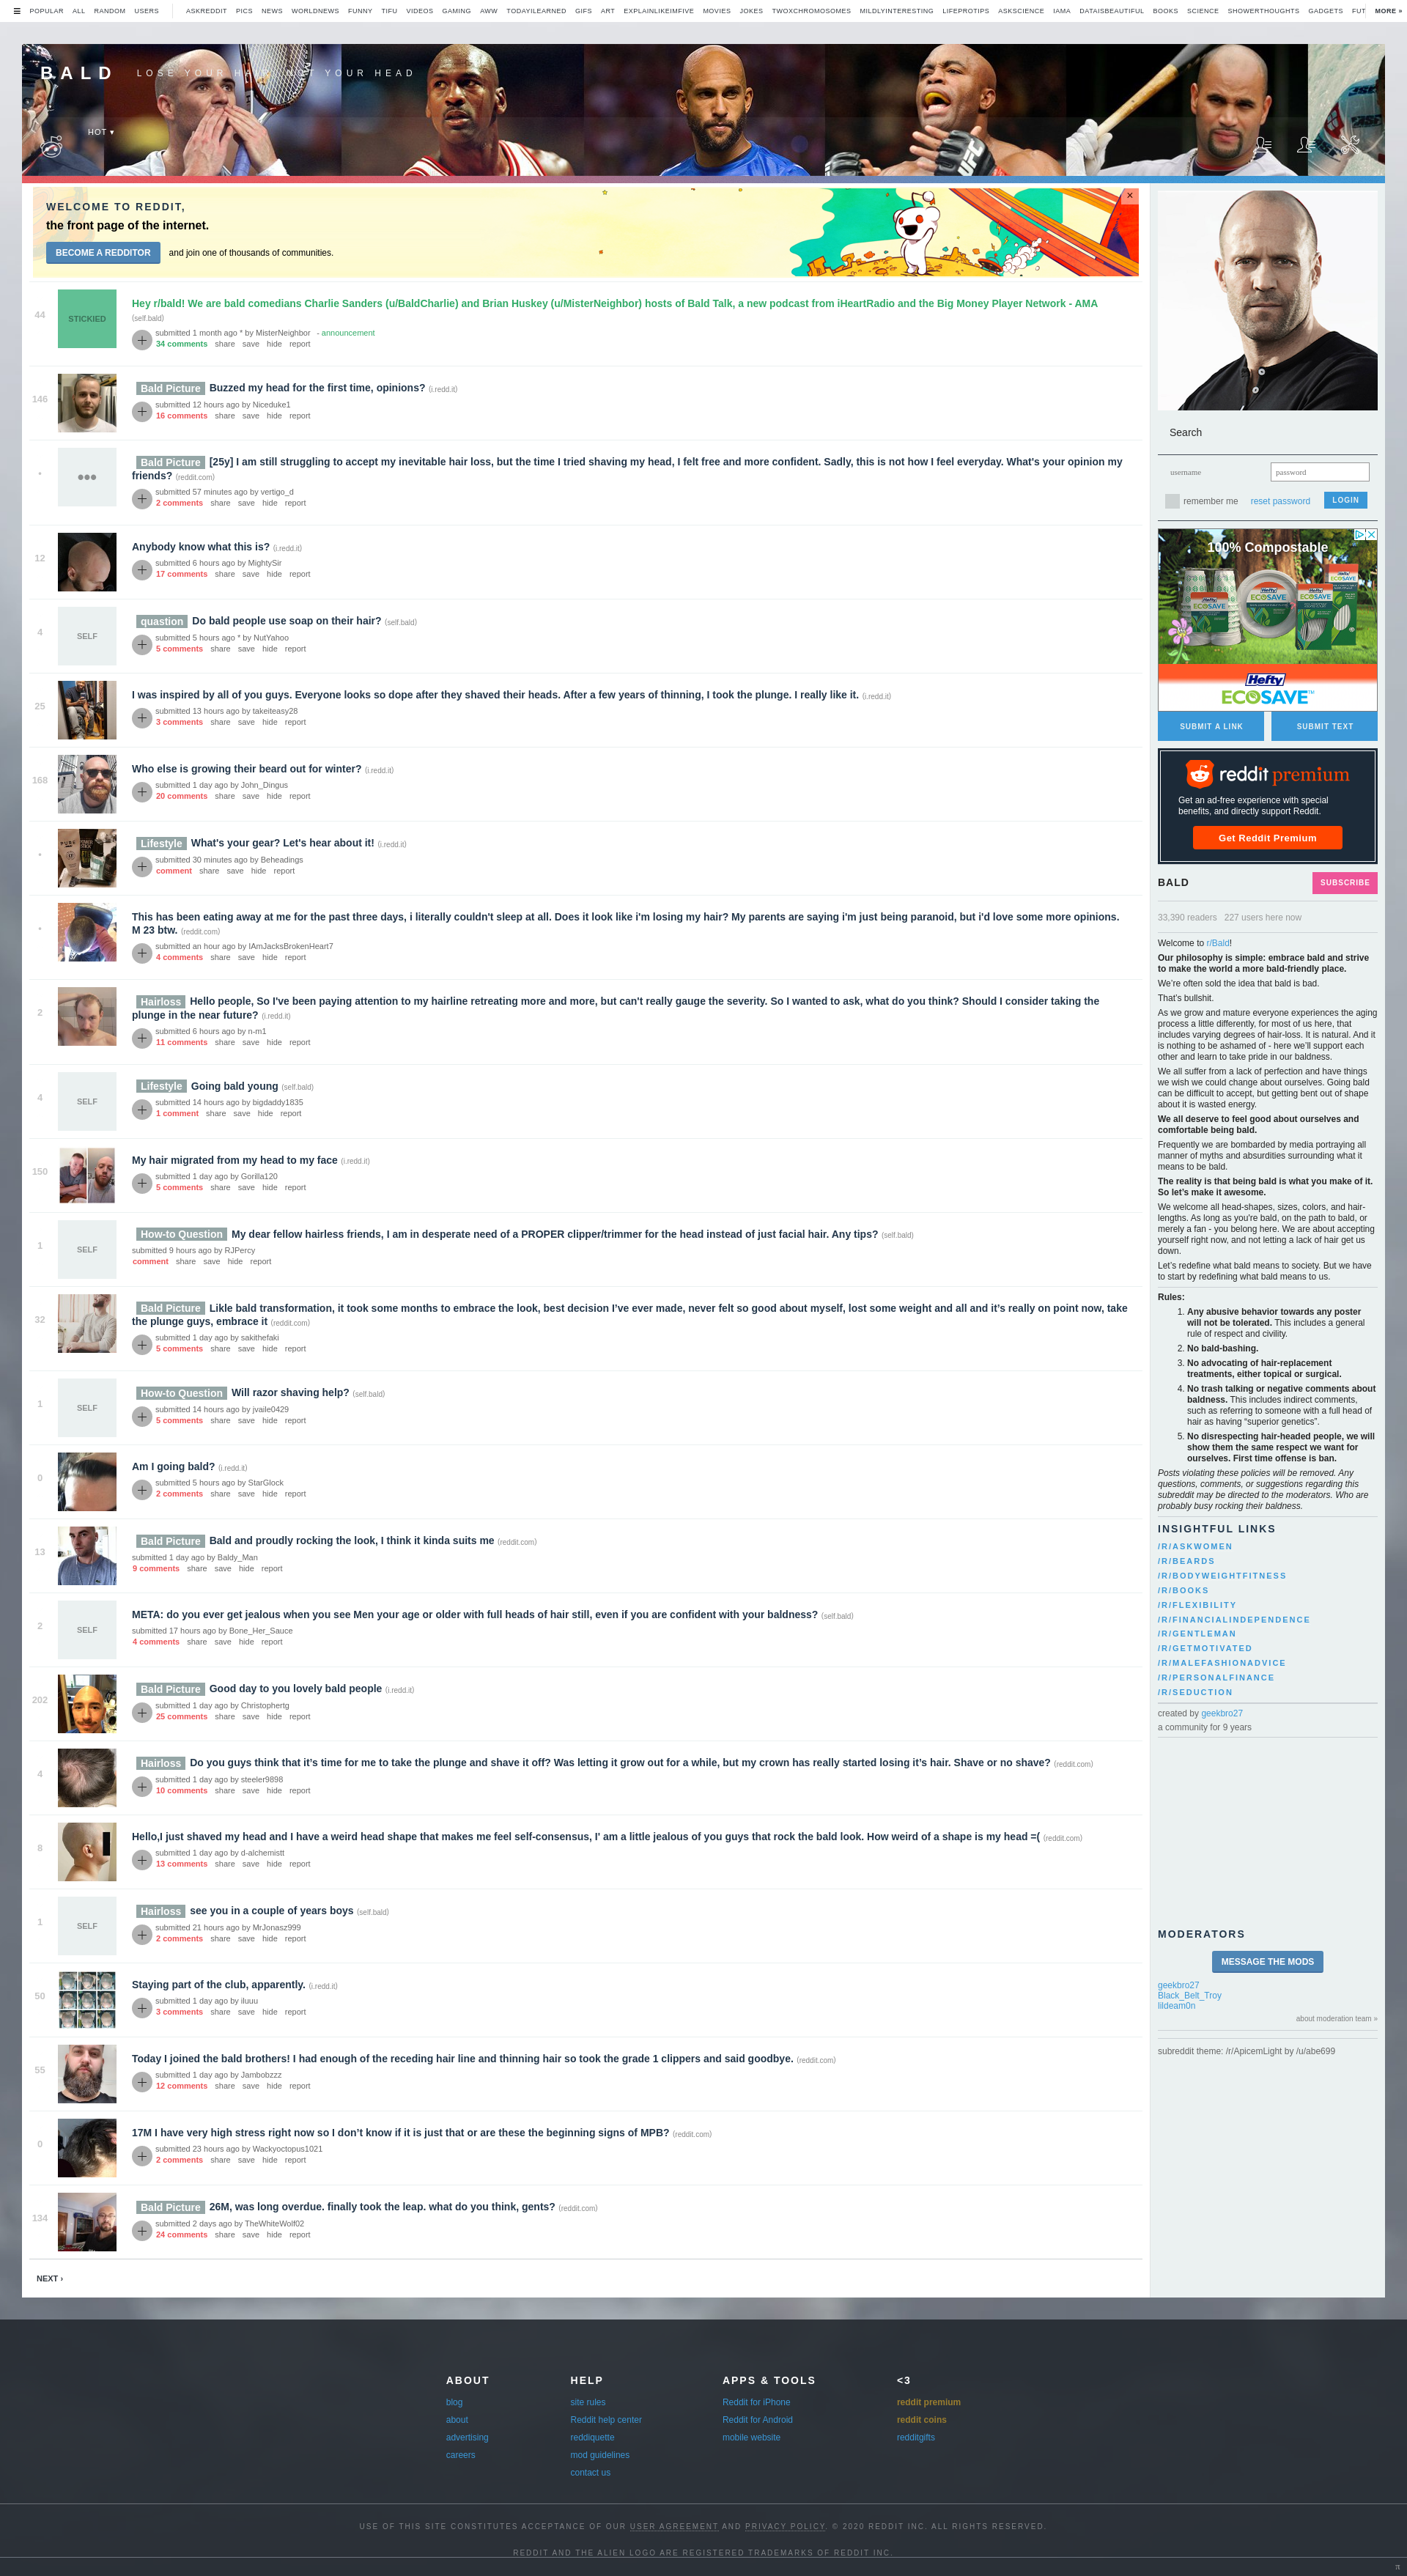 ≡ POPULAR ALL RANDOM USERS ASKREDDIT PICS NEWS WORLDNEWS FUNNY TIFU VIDEOS GAMING AWW TODAYILEARNED GIFS ART EXPLAINLIKEIMFIVE MOVIES JOKES TWOXCHROMOSOMES MILDLYINTERESTING LIFEPROTIPS ASKSCIENCE IAMA DATAISBEAUTIFUL BOOKS SCIENCE SHOWERTHOUGHTS GADGETS FUT MORE »
BALD LOSE YOUR HAIR, NOT YOUR HEAD
HOT ▾
WELCOME TO REDDIT,
the front page of the internet.
BECOME A REDDITOR and join one of thousands of communities.
44
STICKIED
Hey r/bald! We are bald comedians Charlie Sanders (u/BaldCharlie) and Brian Huskey (u/MisterNeighbor) hosts of Bald Talk, a new podcast from iHeartRadio and the Big Money Player Network - AMA
(self.bald)
submitted 1 month ago * by MisterNeighbor - announcement
34 comments share save hide report
146
Bald Picture Buzzed my head for the first time, opinions? (i.redd.it)
submitted 12 hours ago by Niceduke1
16 comments share save hide report
•
Bald Picture [25y] I am still struggling to accept my inevitable hair loss, but the time I tried shaving my head, I felt free and more confident. Sadly, this is not how I feel everyday. What's your opinion my
friends? (reddit.com)
submitted 57 minutes ago by vertigo_d
2 comments share save hide report
12
Anybody know what this is? (i.redd.it)
submitted 6 hours ago by MightySir
17 comments share save hide report
4
SELF
quastion Do bald people use soap on their hair? (self.bald)
submitted 5 hours ago * by NutYahoo
5 comments share save hide report
25
I was inspired by all of you guys. Everyone looks so dope after they shaved their heads. After a few years of thinning, I took the plunge. I really like it. (i.redd.it)
submitted 13 hours ago by takeiteasy28
3 comments share save hide report
168
Who else is growing their beard out for winter? (i.redd.it)
submitted 1 day ago by John_Dingus
20 comments share save hide report
•
Lifestyle What's your gear? Let's hear about it! (i.redd.it)
submitted 30 minutes ago by Beheadings
comment share save hide report
•
This has been eating away at me for the past three days, i literally couldn't sleep at all. Does it look like i'm losing my hair? My parents are saying i'm just being paranoid, but i'd love some more opinions.
M 23 btw. (reddit.com)
submitted an hour ago by IAmJacksBrokenHeart7
4 comments share save hide report
2
Hairloss Hello people, So I've been paying attention to my hairline retreating more and more, but can't really gauge the severity. So I wanted to ask, what do you think? Should I consider taking the
plunge in the near future? (i.redd.it)
submitted 6 hours ago by n-m1
11 comments share save hide report
4
SELF
Lifestyle Going bald young (self.bald)
submitted 14 hours ago by bigdaddy1835
1 comment share save hide report
150
My hair migrated from my head to my face (i.redd.it)
submitted 1 day ago by Gorilla120
5 comments share save hide report
1
SELF
How-to Question My dear fellow hairless friends, I am in desperate need of a PROPER clipper/trimmer for the head instead of just facial hair. Any tips? (self.bald)
submitted 9 hours ago by RJPercy
comment share save hide report
32
Bald Picture Likle bald transformation, it took some months to embrace the look, best decision I've ever made, never felt so good about myself, lost some weight and all and it's really on point now, take
the plunge guys, embrace it (reddit.com)
submitted 1 day ago by sakithefaki
5 comments share save hide report
1
SELF
How-to Question Will razor shaving help? (self.bald)
submitted 14 hours ago by jvaile0429
5 comments share save hide report
0
Am I going bald? (i.redd.it)
submitted 5 hours ago by StarGlock
2 comments share save hide report
13
Bald Picture Bald and proudly rocking the look, I think it kinda suits me (reddit.com)
submitted 1 day ago by Baldy_Man
9 comments share save hide report
2
SELF
META: do you ever get jealous when you see Men your age or older with full heads of hair still, even if you are confident with your baldness? (self.bald)
submitted 17 hours ago by Bone_Her_Sauce
4 comments share save hide report
202
Bald Picture Good day to you lovely bald people (i.redd.it)
submitted 1 day ago by Christophertg
25 comments share save hide report
4
Hairloss Do you guys think that it's time for me to take the plunge and shave it off? Was letting it grow out for a while, but my crown has really started losing it's hair. Shave or no shave? (reddit.com)
submitted 1 day ago by steeler9898
10 comments share save hide report
8
Hello,I just shaved my head and I have a weird head shape that makes me feel self-consensus, I' am a little jealous of you guys that rock the bald look. How weird of a shape is my head =( (reddit.com)
submitted 1 day ago by d-alchemistt
13 comments share save hide report
1
SELF
Hairloss see you in a couple of years boys (self.bald)
submitted 21 hours ago by MrJonasz999
2 comments share save hide report
50
Staying part of the club, apparently. (i.redd.it)
submitted 1 day ago by iluuu
3 comments share save hide report
55
Today I joined the bald brothers! I had enough of the receding hair line and thinning hair so took the grade 1 clippers and said goodbye. (reddit.com)
submitted 1 day ago by Jambobzzz
12 comments share save hide report
0
17M I have very high stress right now so I don't know if it is just that or are these the beginning signs of MPB? (reddit.com)
submitted 23 hours ago by Wackyoctopus1021
2 comments share save hide report
134
Bald Picture 26M, was long overdue. finally took the leap. what do you think, gents? (reddit.com)
submitted 2 days ago by TheWhiteWolf02
24 comments share save hide report
NEXT ›
Search
username password
remember me reset password LOGIN
100% Compostable
Hefty
ECOSAVE™
SUBMIT A LINK SUBMIT TEXT
reddit premium
Get an ad-free experience with special
benefits, and directly support Reddit.
Get Reddit Premium
BALD SUBSCRIBE
33,390 readers 227 users here now
Welcome to r/Bald!
Our philosophy is simple: embrace bald and strive
to make the world a more bald-friendly place.
We're often sold the idea that bald is bad.
That's bullshit.
As we grow and mature everyone experiences the aging
process a little differently, for most of us here, that
includes varying degrees of hair-loss. It is natural. And it
is nothing to be ashamed of - here we'll support each
other and learn to take pride in our baldness.
We all suffer from a lack of perfection and have things
we wish we could change about ourselves. Going bald
can be difficult to accept, but getting bent out of shape
about it is wasted energy.
We all deserve to feel good about ourselves and
comfortable being bald.
Frequently we are bombarded by media portraying all
manner of myths and absurdities surrounding what it
means to be bald.
The reality is that being bald is what you make of it.
So let's make it awesome.
We welcome all head-shapes, sizes, colors, and hair-
lengths. As long as you're bald, on the path to bald, or
merely a fan - you belong here. We are about accepting
yourself right now, and not letting a lack of hair get us
down.
Let's redefine what bald means to society. But we have
to start by redefining what bald means to us.
Rules:
1. Any abusive behavior towards any poster
will not be tolerated. This includes a general
rule of respect and civility.
2. No bald-bashing.
3. No advocating of hair-replacement
treatments, either topical or surgical.
4. No trash talking or negative comments about
baldness. This includes indirect comments,
such as referring to someone with a full head of
hair as having "superior genetics".
5. No disrespecting hair-headed people, we will
show them the same respect we want for
ourselves. First time offense is ban.
Posts violating these policies will be removed. Any
questions, comments, or suggestions regarding this
subreddit may be directed to the moderators. Who are
probably busy rocking their baldness.
INSIGHTFUL LINKS
/R/ASKWOMEN
/R/BEARDS
/R/BODYWEIGHTFITNESS
/R/BOOKS
/R/FLEXIBILITY
/R/FINANCIALINDEPENDENCE
/R/GENTLEMAN
/R/GETMOTIVATED
/R/MALEFASHIONADVICE
/R/PERSONALFINANCE
/R/SEDUCTION
created by geekbro27
a community for 9 years
MODERATORS
MESSAGE THE MODS
geekbro27
Black_Belt_Troy
lildeam0n
about moderation team »
subreddit theme: /r/ApicemLight by /u/abe699
ABOUT
blog
about
advertising
careers
HELP
site rules
Reddit help center
reddiquette
mod guidelines
contact us
APPS & TOOLS
Reddit for iPhone
Reddit for Android
mobile website
<3
reddit premium
reddit coins
redditgifts
USE OF THIS SITE CONSTITUTES ACCEPTANCE OF OUR USER AGREEMENT AND PRIVACY POLICY. © 2020 REDDIT INC. ALL RIGHTS RESERVED.
REDDIT AND THE ALIEN LOGO ARE REGISTERED TRADEMARKS OF REDDIT INC.
π